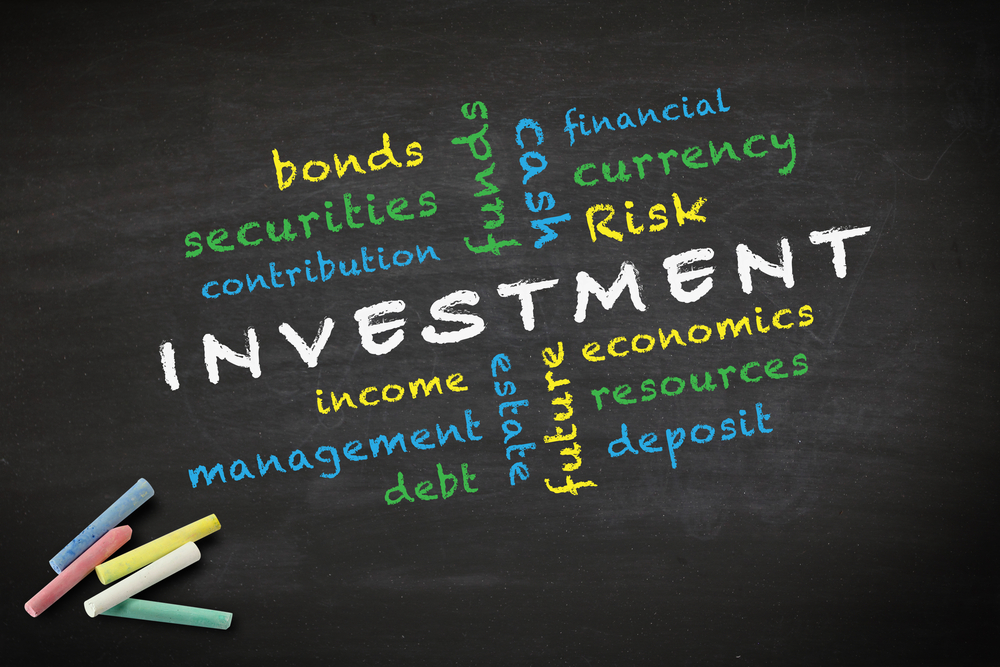 bonds
securities
contribution
funds
cash
financial
currency
Risk
INVESTMENT
income
management
debt
estate
future
economics
resources
deposit